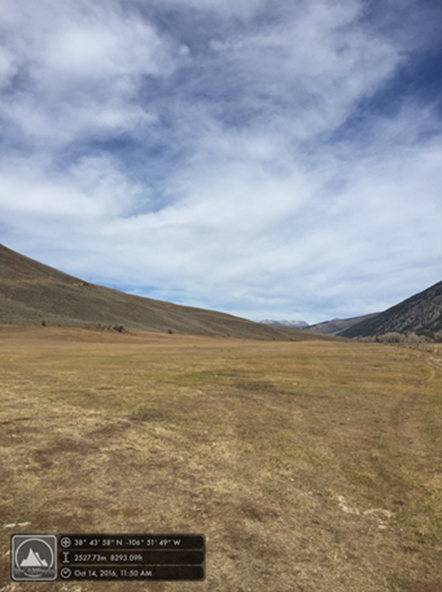 38° 43' 58" N -106° 51' 49" W
2527.73m 8293.09ft
Oct 14, 2016, 11:50 AM